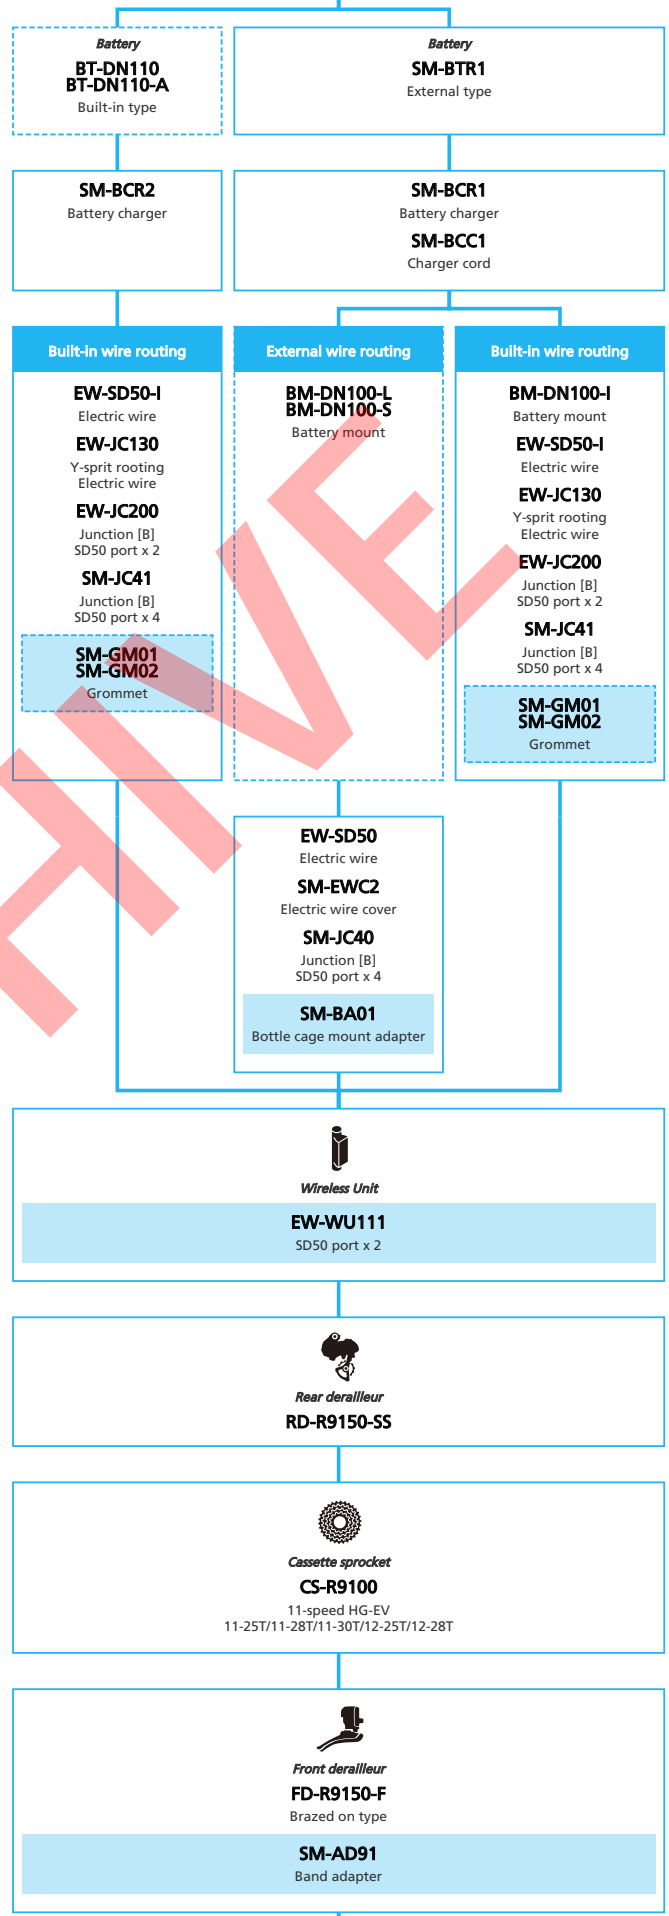 Battery
BT-DN110
BT-DN110-A
Built-in type
Battery
SM-BTR1
External type
SM-BCR2
Battery charger
SM-BCR1
Battery charger
SM-BCC1
Charger cord
Built-in wire routing
EW-SD50-I
Electric wire
EW-JC130
Y-sprit rooting
Electric wire
EW-JC200
Junction [B]
SD50 port x 2
SM-JC41
Junction [B]
SD50 port x 4
SM-GM01
SM-GM02
Grommet
External wire routing
BM-DN100-L
BM-DN100-S
Battery mount
Built-in wire routing
BM-DN100-I
Battery mount
EW-SD50-I
Electric wire
EW-JC130
Y-sprit rooting
Electric wire
EW-JC200
Junction [B]
SD50 port x 2
SM-JC41
Junction [B]
SD50 port x 4
SM-GM01
SM-GM02
Grommet
EW-SD50
Electric wire
SM-EWC2
Electric wire cover
SM-JC40
Junction [B]
SD50 port x 4
SM-BA01
Bottle cage mount adapter
Wireless Unit
EW-WU111
SD50 port x 2
Rear derailleur
RD-R9150-SS
Cassette sprocket
CS-R9100
11-speed HG-EV
11-25T/11-28T/11-30T/12-25T/12-28T
Front derailleur
FD-R9150-F
Brazed on type
SM-AD91
Band adapter
HIVE